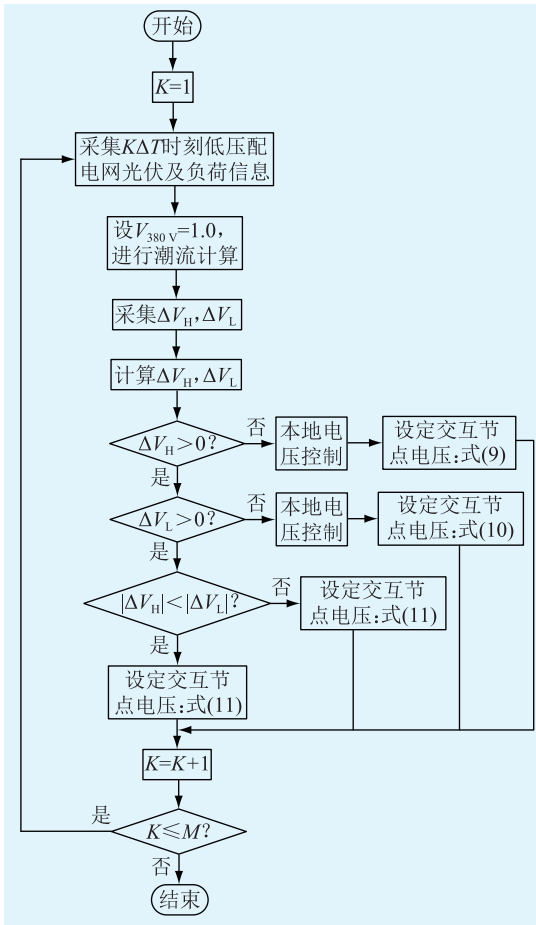 开始
K=1
采集KΔT时刻低压配
电网光伏及负荷信息
设V380 V=1.0，
进行潮流计算
采集ΔVH，ΔVL
计算ΔVH，ΔVL
ΔVH>0？
否
本地电
压控制
设定交互节
点电压：式(9)
是
ΔVL>0？
否
本地电
压控制
设定交互节
点电压：式(10)
是
|ΔVH|<|ΔVL|？
否
设定交互节
点电压：式(11)
是
设定交互节
点电压：式(11)
K=K+1
是
K≤M？
否
结束